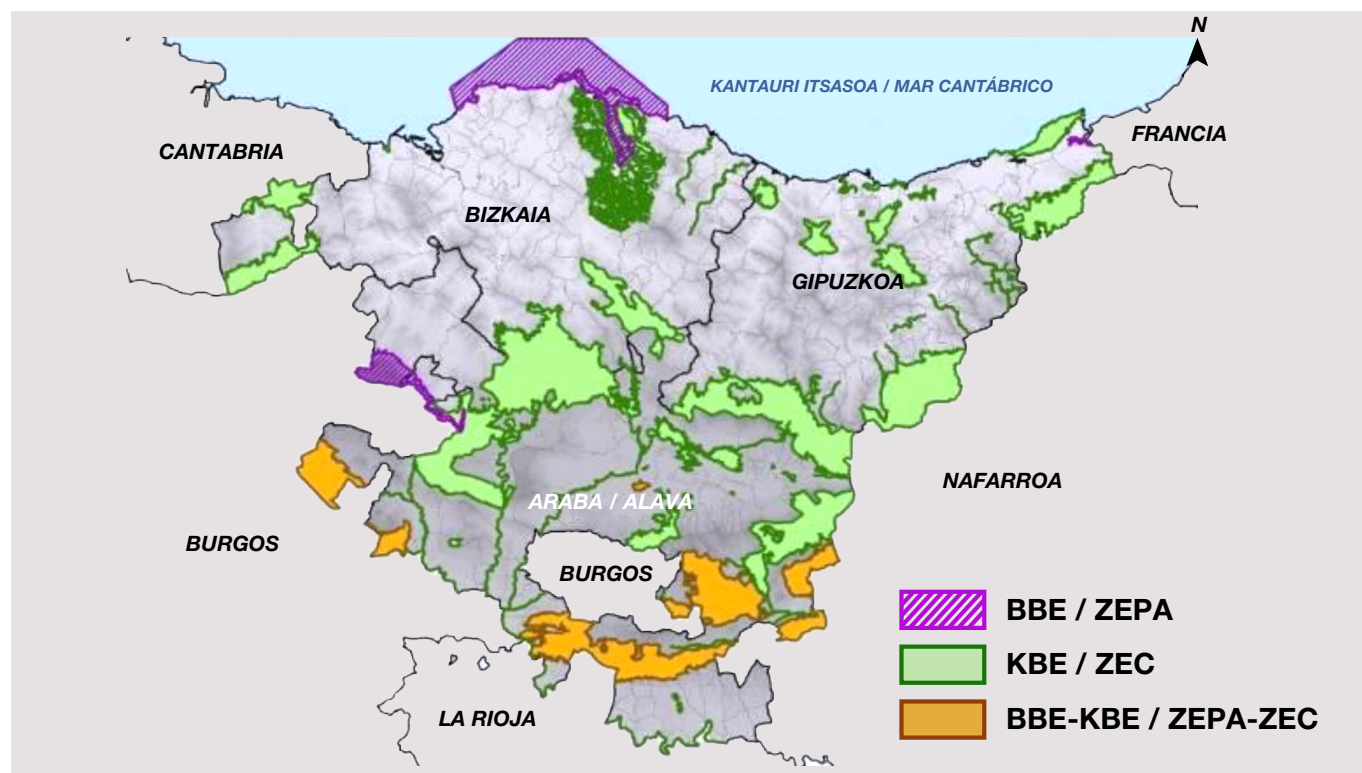 N
KANTAURI ITSASOA / MAR CANTÁBRICO
FRANCIA
CANTABRIA
BIZKAIA
GIPUZKOA
NAFARROA
ARABA / ALAVA
BURGOS
BURGOS
BBE / ZEPA
KBE / ZEC
LA RIOJA
BBE-KBE / ZEPA-ZEC